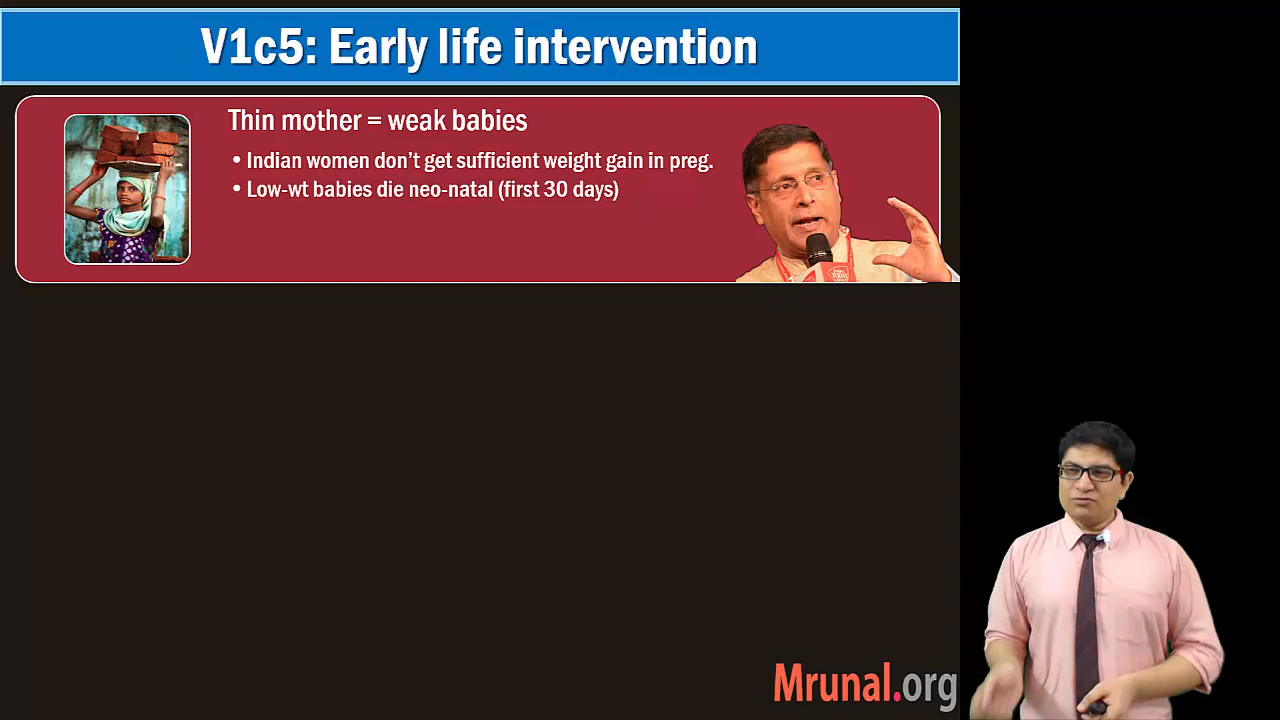 V1c5: Early life intervention
Thin mother = weak babies
• Indian women don't get sufficient weight gain in preg.
• Low-wt babies die neo-natal (first 30 days)
Mrunal.org